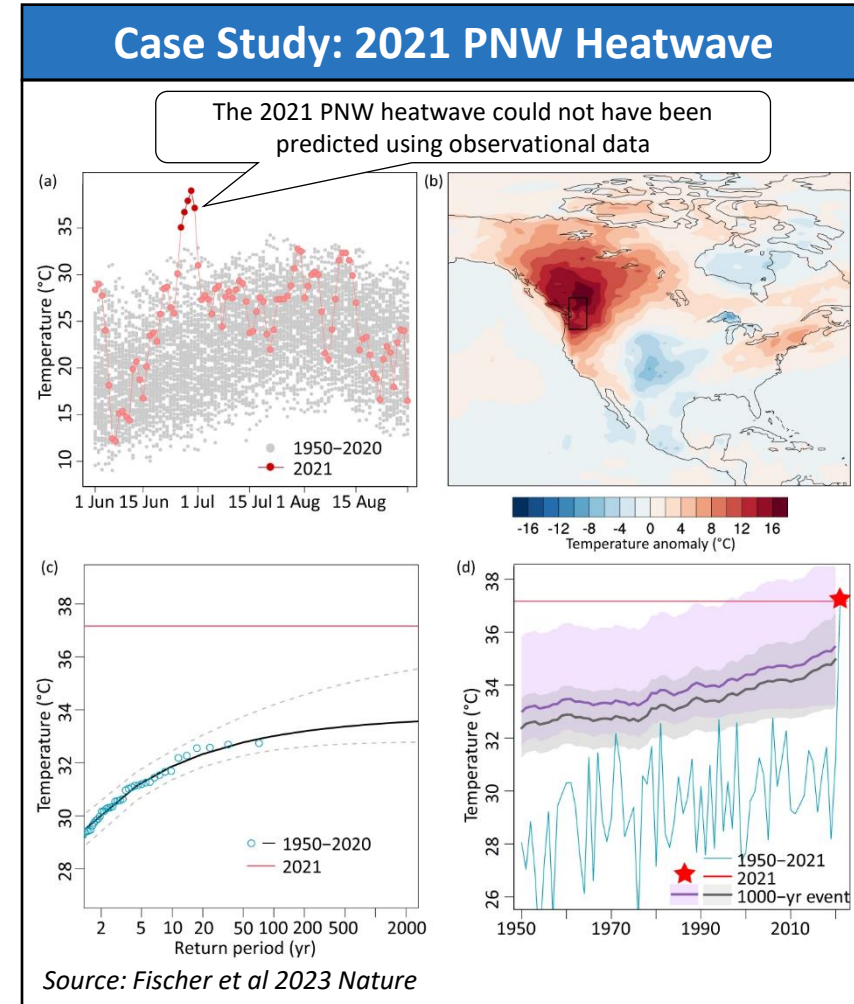 Case Study: 2021 PNW Heatwave
The 2021 PNW heatwave could not have been
predicted using observational data
(a)
Temperature (°C)
35
30
25
20
15
10
1950−2020
2021
1 Jun 15 Jun 1 Jul 15 Jul 1 Aug 15 Aug
(b)
-16 -12 -8 -4 0 4 8 12 16
Temperature anomaly (°C)
(c)
Temperature (°C)
38
36
34
32
30
28
1950−2020
2021
2 5 10 20 50 100 200 500 2000
Return period (yr)
(d)
Temperature (°C)
38
36
34
32
30
28
26
1950−2021
2021
1000-yr event
1950 1970 1990 2010
Source: Fischer et al 2023 Nature